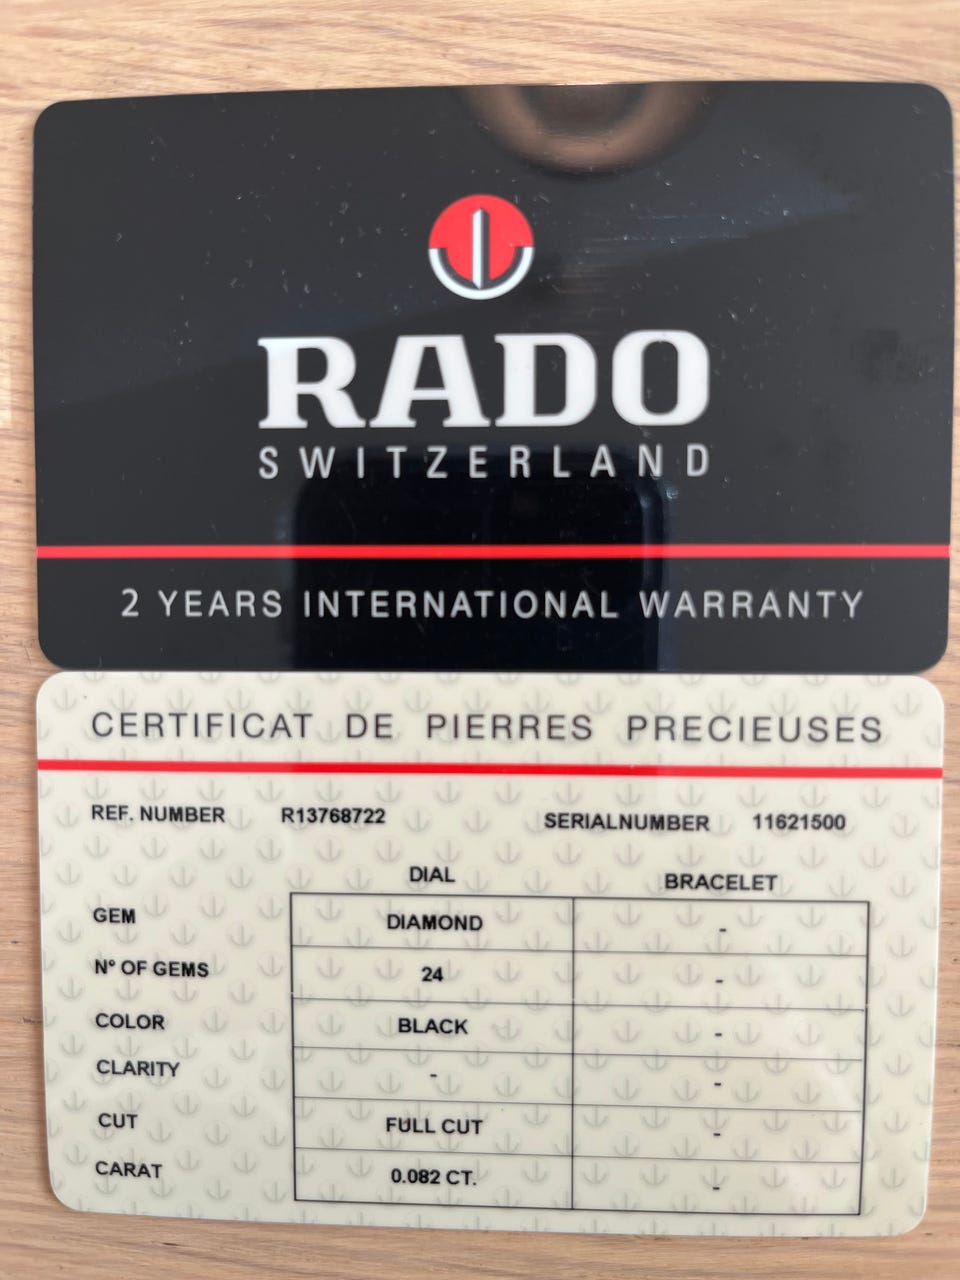 RADO
SWITZERLAND
2 YEARS INTERNATIONAL WARRANTY
CERTIFICAT DE PIERRES PRECIEUSES
REF. NUMBER R13768722 SERIALNUMBER 11621500
DIAL BRACELET
GEM DIAMOND -
N° OF GEMS 24 -
COLOR BLACK -
CLARITY - -
CUT FULL CUT -
CARAT 0.082 CT. -